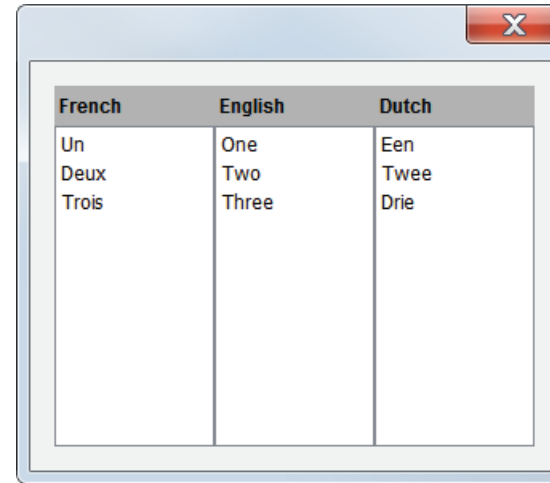 French English Dutch
Un One Een
Deux Two Twee
Trois Three Drie